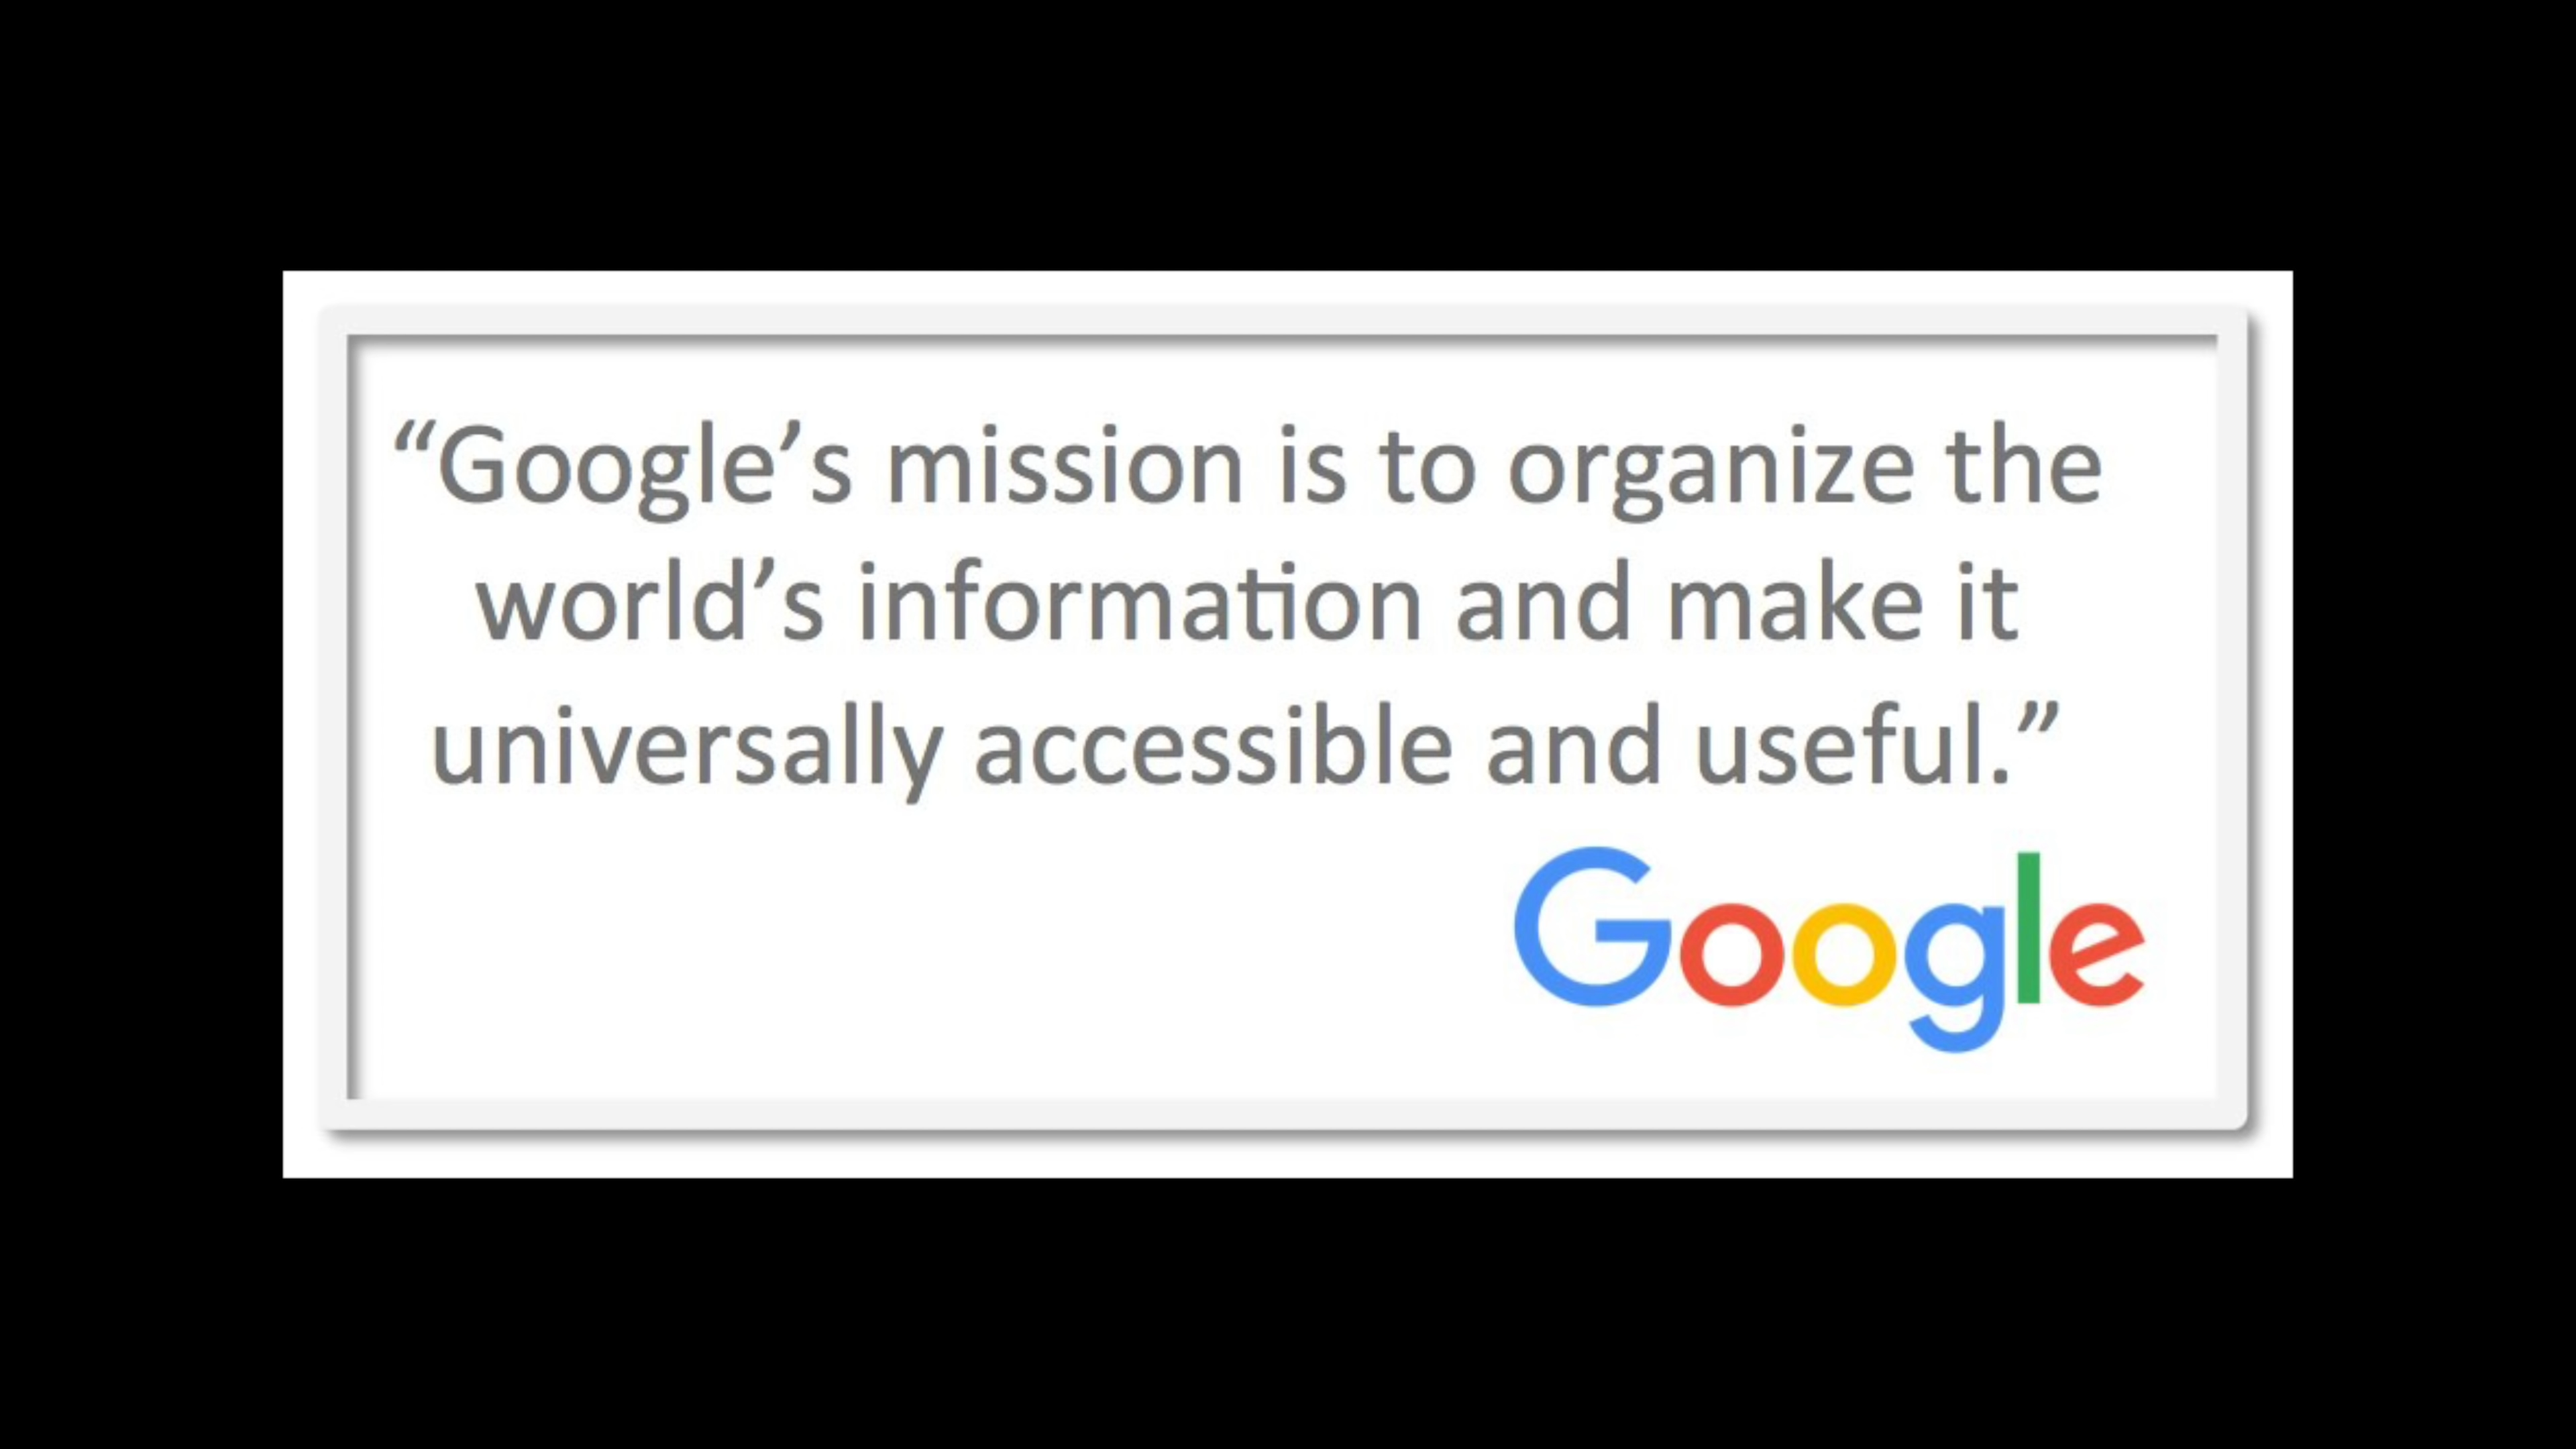 “Google’s mission is to organize the
world’s information and make it
universally accessible and useful.”
Google